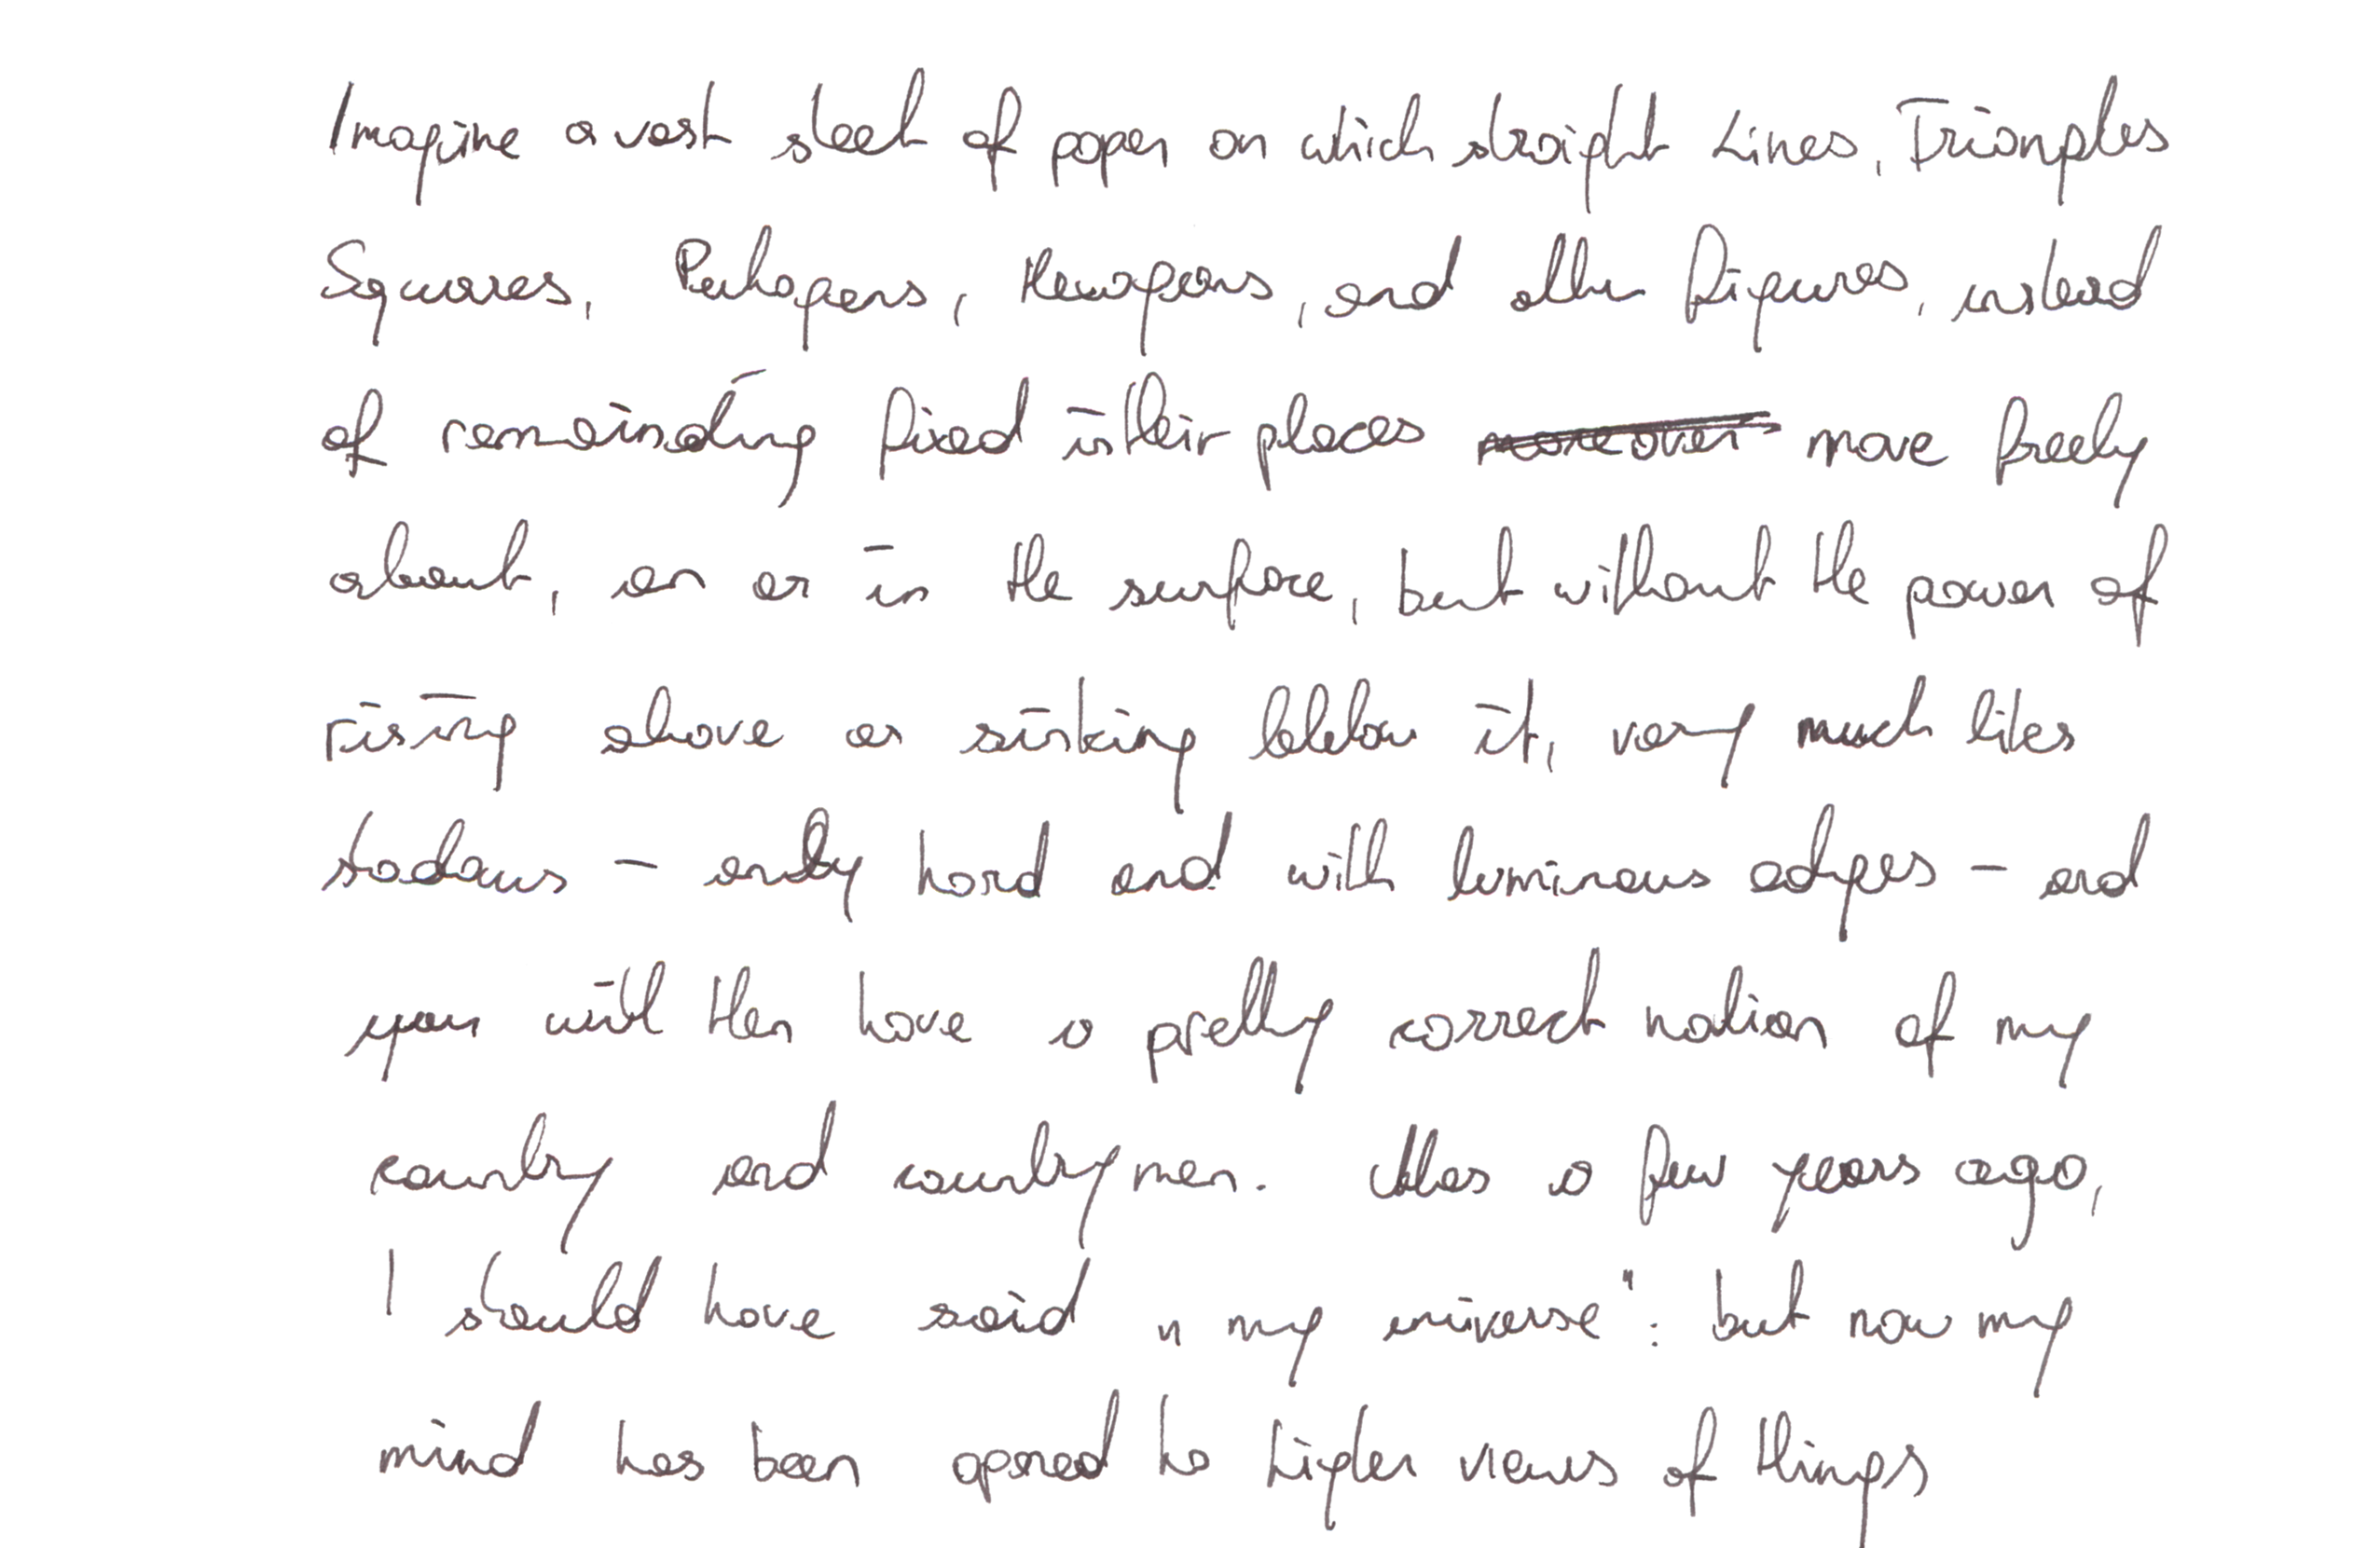 Imagine a vast sheet of paper on which straight Lines, Triangles
Squares, Pentagons, Hexagons, and other figures, instead
of remainding fixed in their places moreover move freely
about, on or in the surface, but without the power of
rising above or sinking below it, very much like
shadows - only hard and with luminous edges - and
you will then have a pretty correct notion of my
country and countrymen. Alas a few years ago,
I should have said "my universe": but now my
mind has been opened to higher views of things